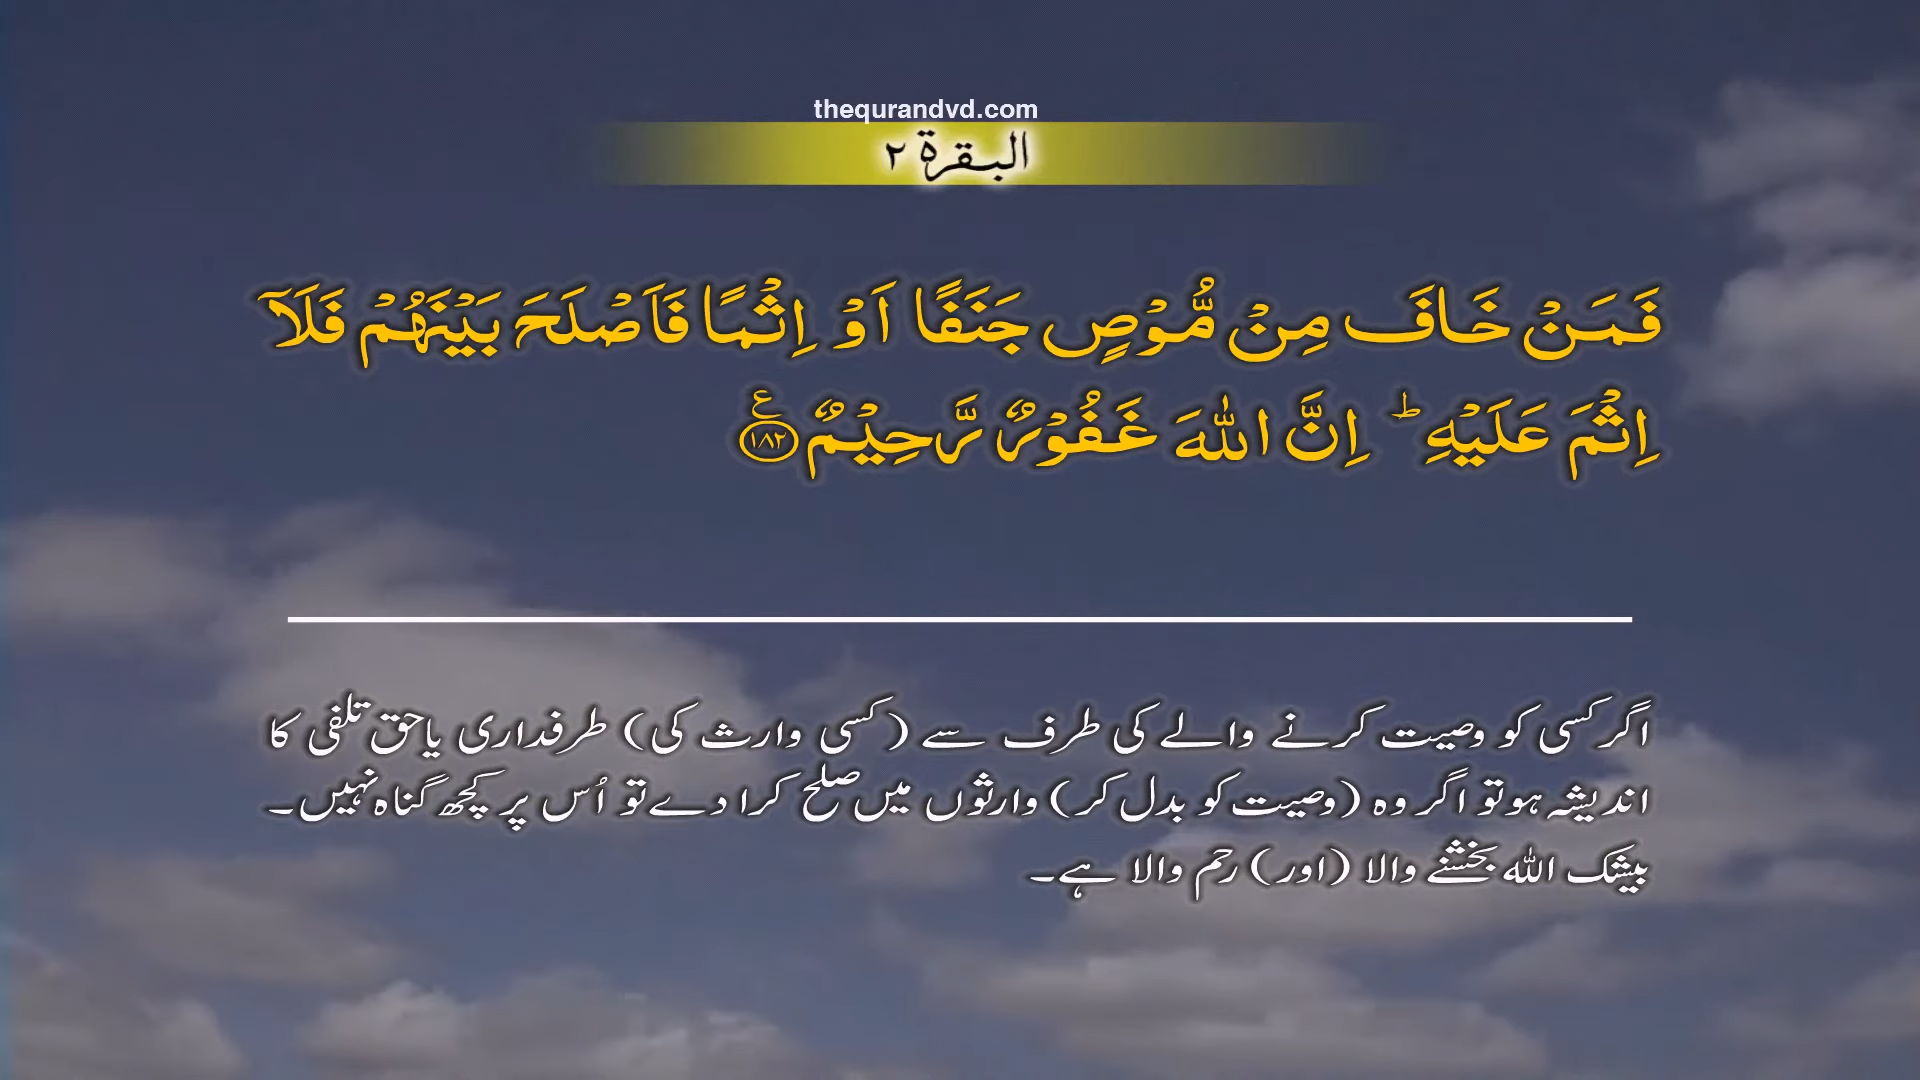 thequrandvd.com
البقرة ٢
فَمَنْ خَافَ مِنْ مُّوْصٍ جَنَفًا اَوْ اِثْمًا فَاَصْلَحَ بَيْنَهُمْ فَلَآ
اِثْمَ عَلَيْهِ ؕ اِنَّ اللّٰهَ غَفُوْرٌ رَّحِيْمٌ ع ١٨٢
اگر کسی کو وصیت کرنے والے کی طرف سے (کسی وارث کی) طرفداری یا حق تلفی کا
اندیشہ ہو تو اگر وہ (وصیت کو بدل کر) وارثوں میں صلح کرا دے تو اُس پر کچھ گناہ نہیں۔
بیشک اللہ بخشنے والا (اور) رحم والا ہے۔